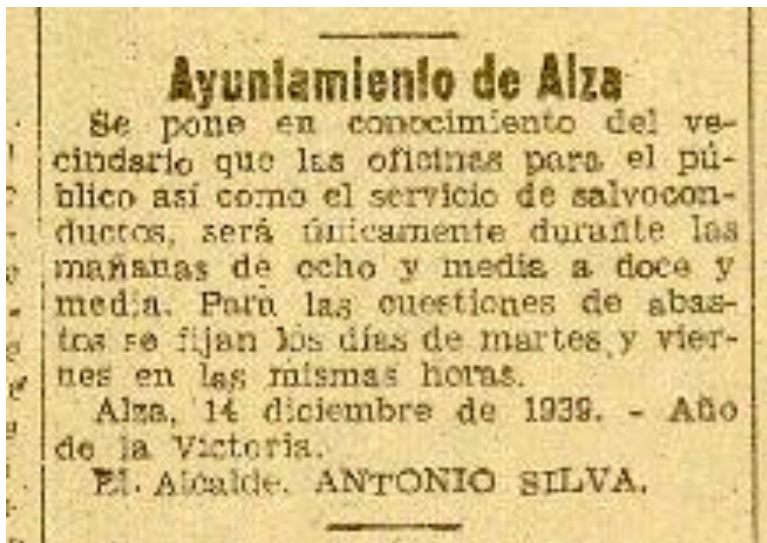 Ayuntamiento de Alza
Se pone en conocimiento del ve-
cindario que las oficinas para el pú-
blico así como el servicio de salvocon-
ductos, será únicamente durante las
mañanas de ocho y media a doce y
media. Para las cuestiones de abas-
tos se fijan los días de martes y vier-
nes en las mismas horas.
Alza, 14 diciembre de 1939. - Año
de la Victoria.
El Alcalde, ANTONIO SILVA.